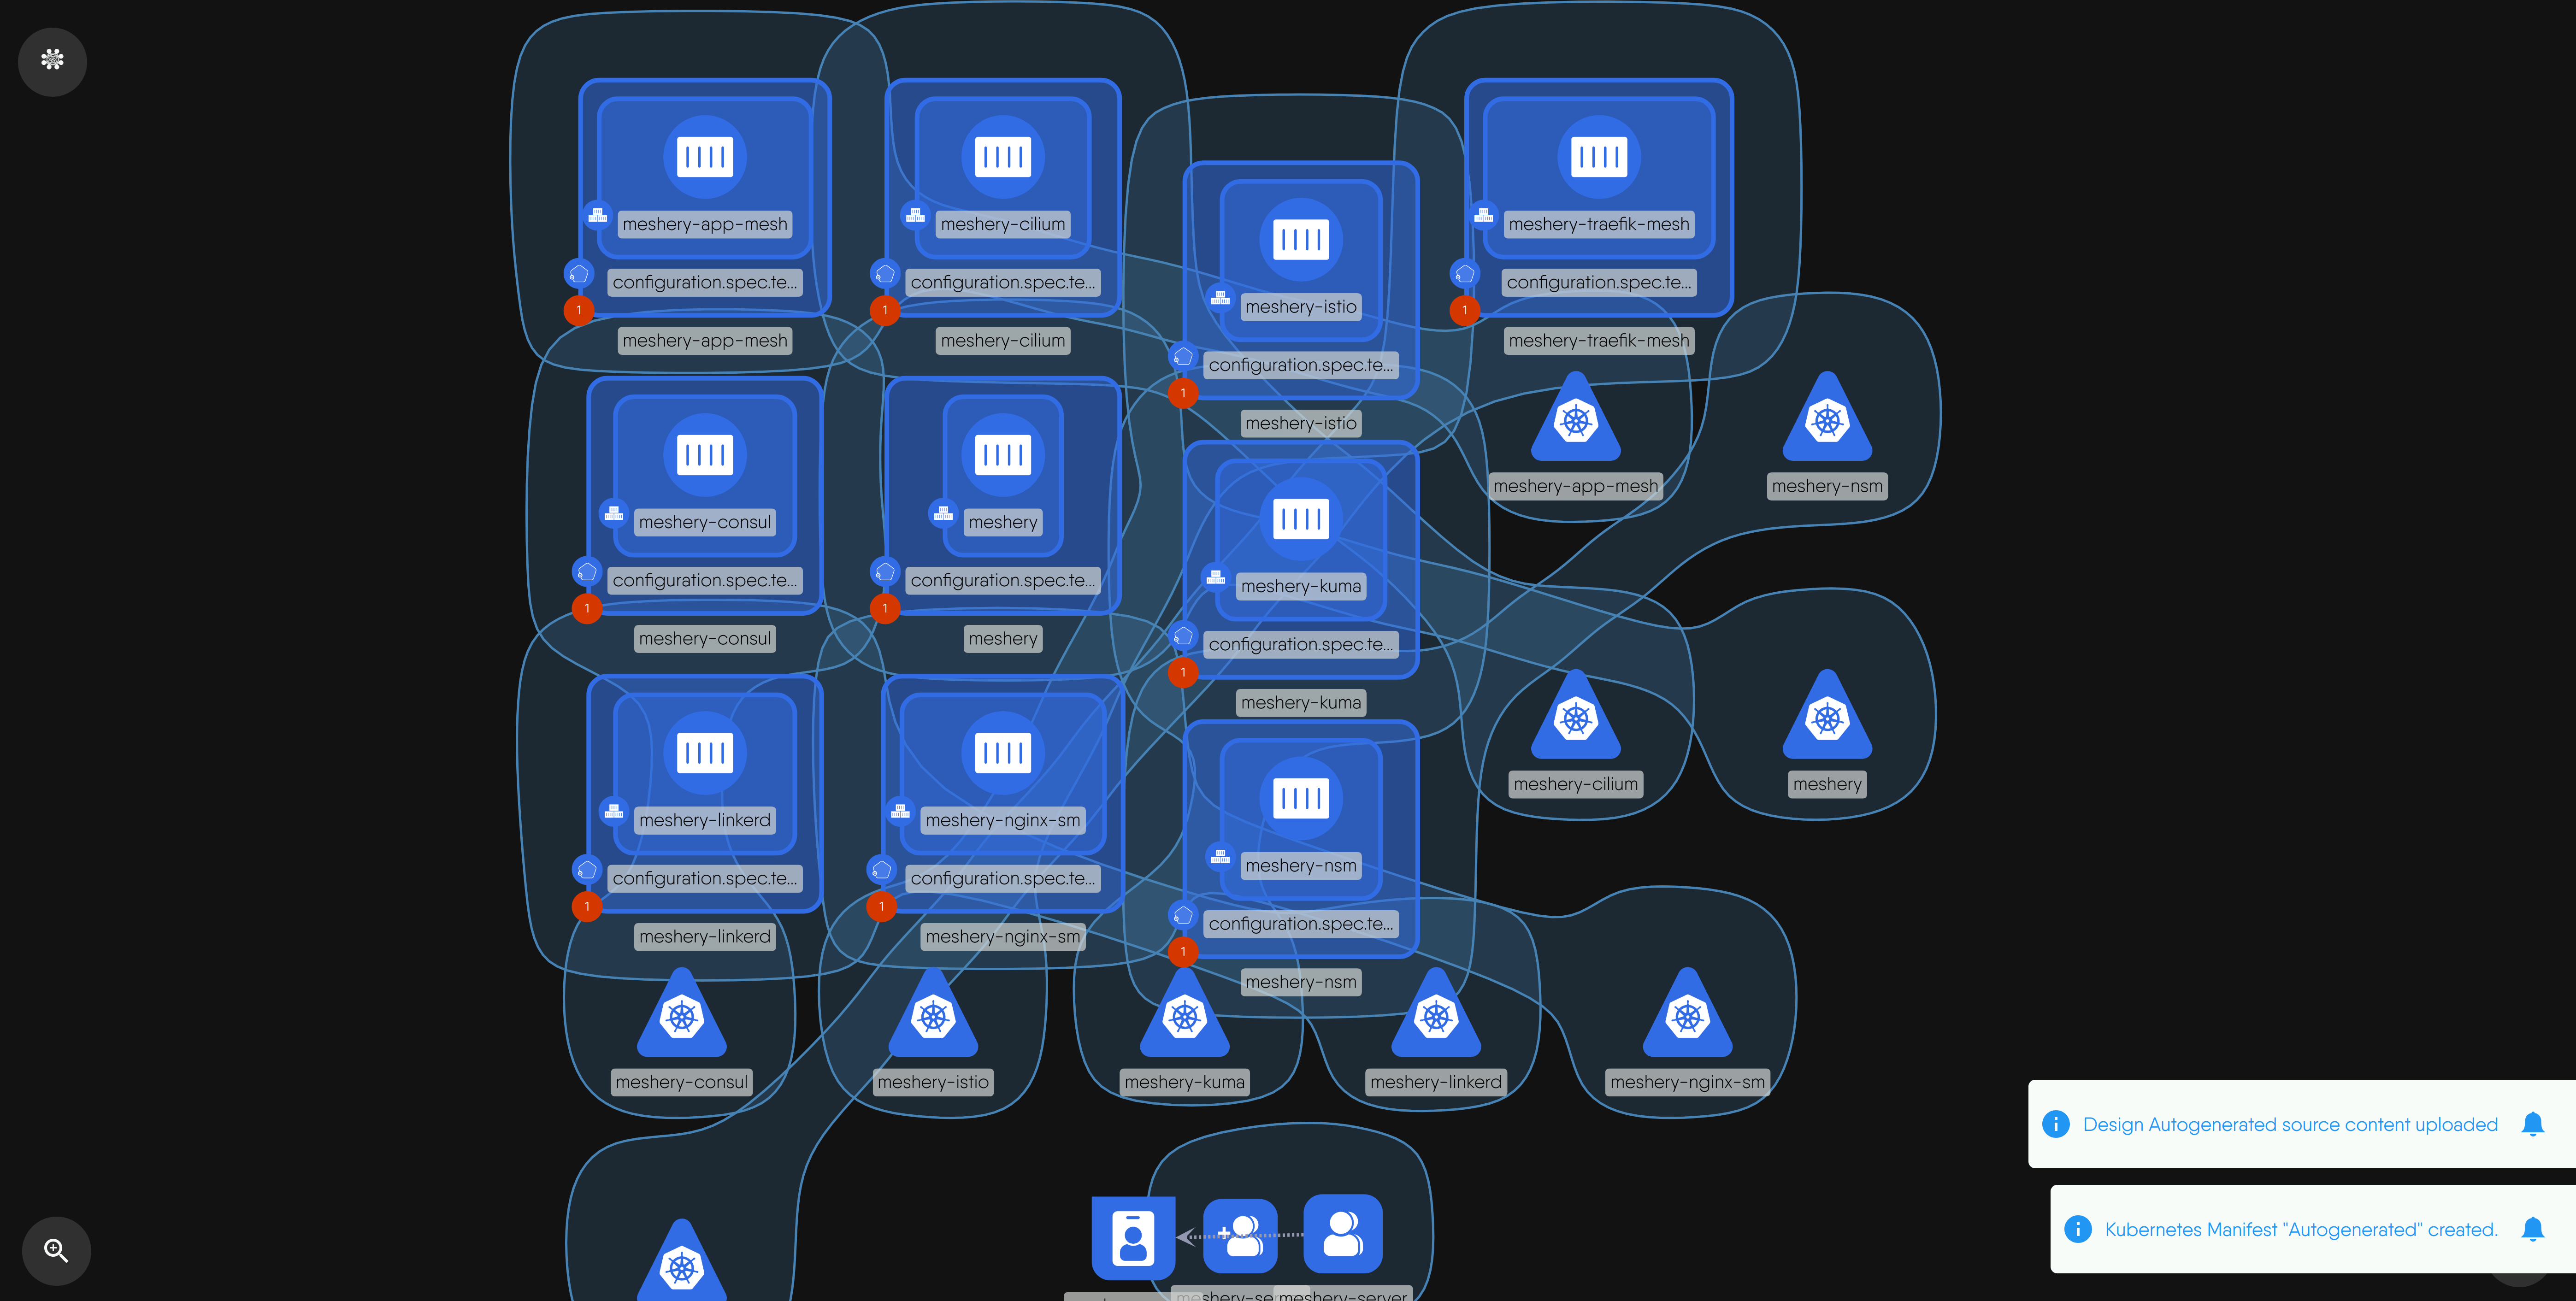 meshery-app-mesh
configuration.spec.te...
1
meshery-app-mesh
meshery-cilium
configuration.spec.te...
1
meshery-cilium
meshery-istio
configuration.spec.te...
1
meshery-istio
meshery-traefik-mesh
configuration.spec.te...
1
meshery-traefik-mesh
meshery-consul
configuration.spec.te...
1
meshery-consul
meshery
configuration.spec.te...
1
meshery
meshery-kuma
configuration.spec.te...
1
meshery-kuma
meshery-app-mesh
meshery-nsm
meshery-linkerd
configuration.spec.te...
1
meshery-linkerd
meshery-nginx-sm
configuration.spec.te...
1
meshery-nginx-sm
meshery-nsm
configuration.spec.te...
1
meshery-nsm
meshery-cilium
meshery
meshery-consul
meshery-istio
meshery-kuma
meshery-linkerd
meshery-nginx-sm
Design Autogenerated source content uploaded
Kubernetes Manifest "Autogenerated" created.
meshery-server